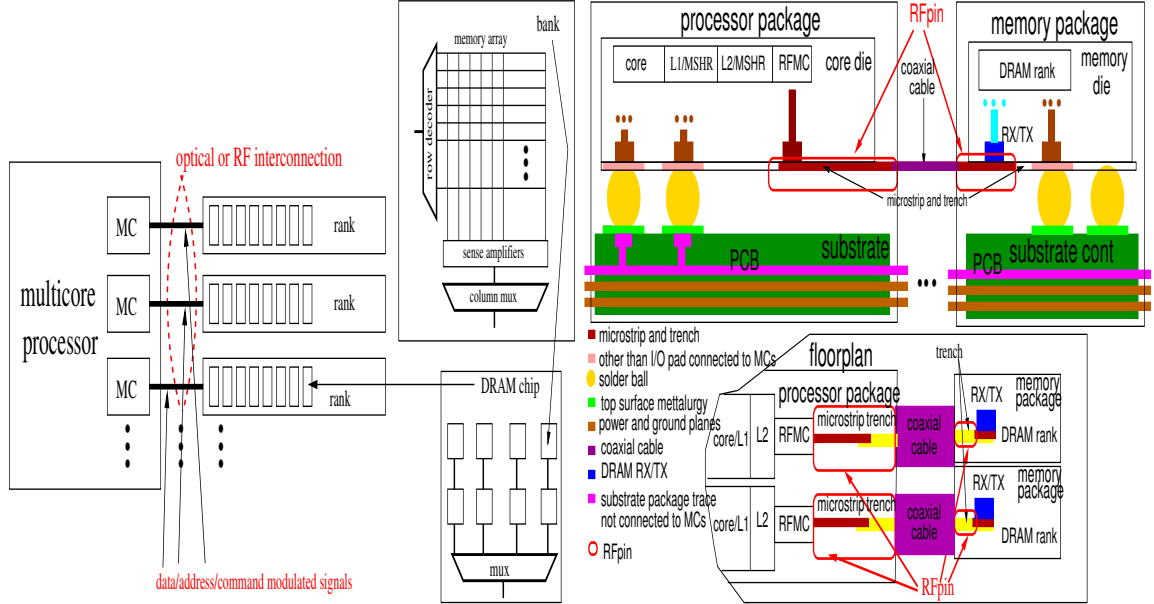 optical or RF interconnection
multicore
processor
MC
rank
MC
rank
MC
rank
data/address/command modulated signals
bank
memory array
row decoder
sense amplifiers
column mux
DRAM chip
mux
processor package
RFpin
memory package
core
L1/MSHR
L2/MSHR
RFMC
core die
coaxial
cable
DRAM rank
memory
die
RX/TX
microstrip and trench
substrate
PCB
substrate cont
PCB
microstrip and trench
other than I/O pad connected to MCs
solder ball
top surface mettalurgy
power and ground planes
coaxial cable
DRAM RX/TX
substrate package trace
not connected to MCs
RFpin
floorplan
processor package
trench
core/L1
L2
RFMC
microstrip
trench
coaxial
cable
RX/TX
memory
package
DRAM rank
core/L1
L2
RFMC
microstrip
trench
coaxial
cable
RX/TX
memory
package
DRAM rank
RFpin